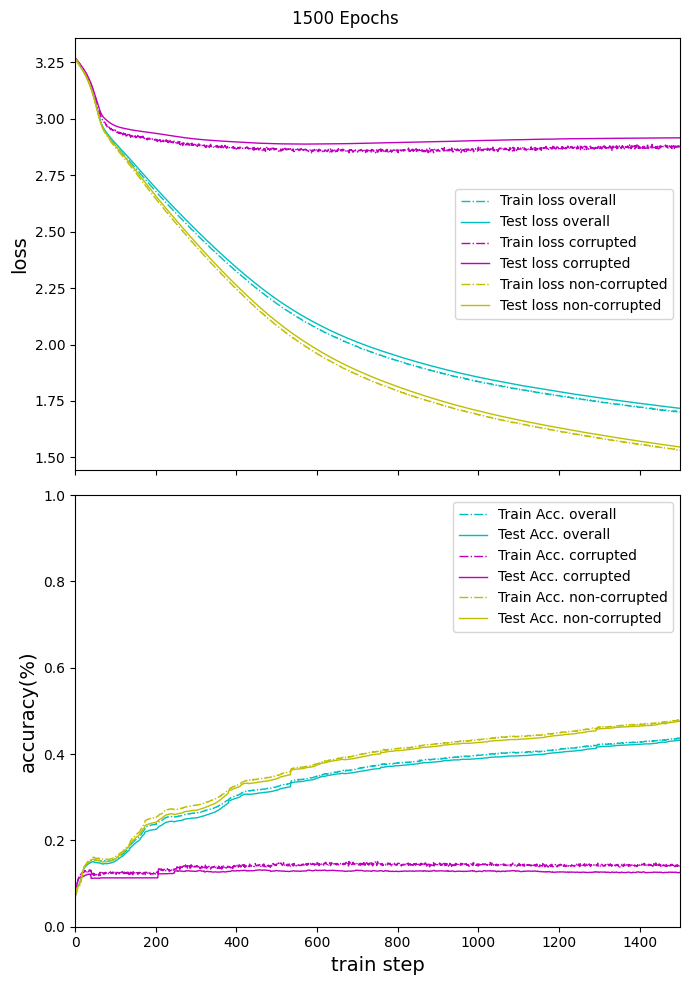 1500 Epochs
3.25
3.00
2.75
2.50
2.25
2.00
1.75
1.50
loss
Train loss overall
Test loss overall
Train loss corrupted
Test loss corrupted
Train loss non-corrupted
Test loss non-corrupted
1.0
0.8
0.6
0.4
0.2
0.0
accuracy(%)
Train Acc. overall
Test Acc. overall
Train Acc. corrupted
Test Acc. corrupted
Train Acc. non-corrupted
Test Acc. non-corrupted
0 200 400 600 800 1000 1200 1400
train step